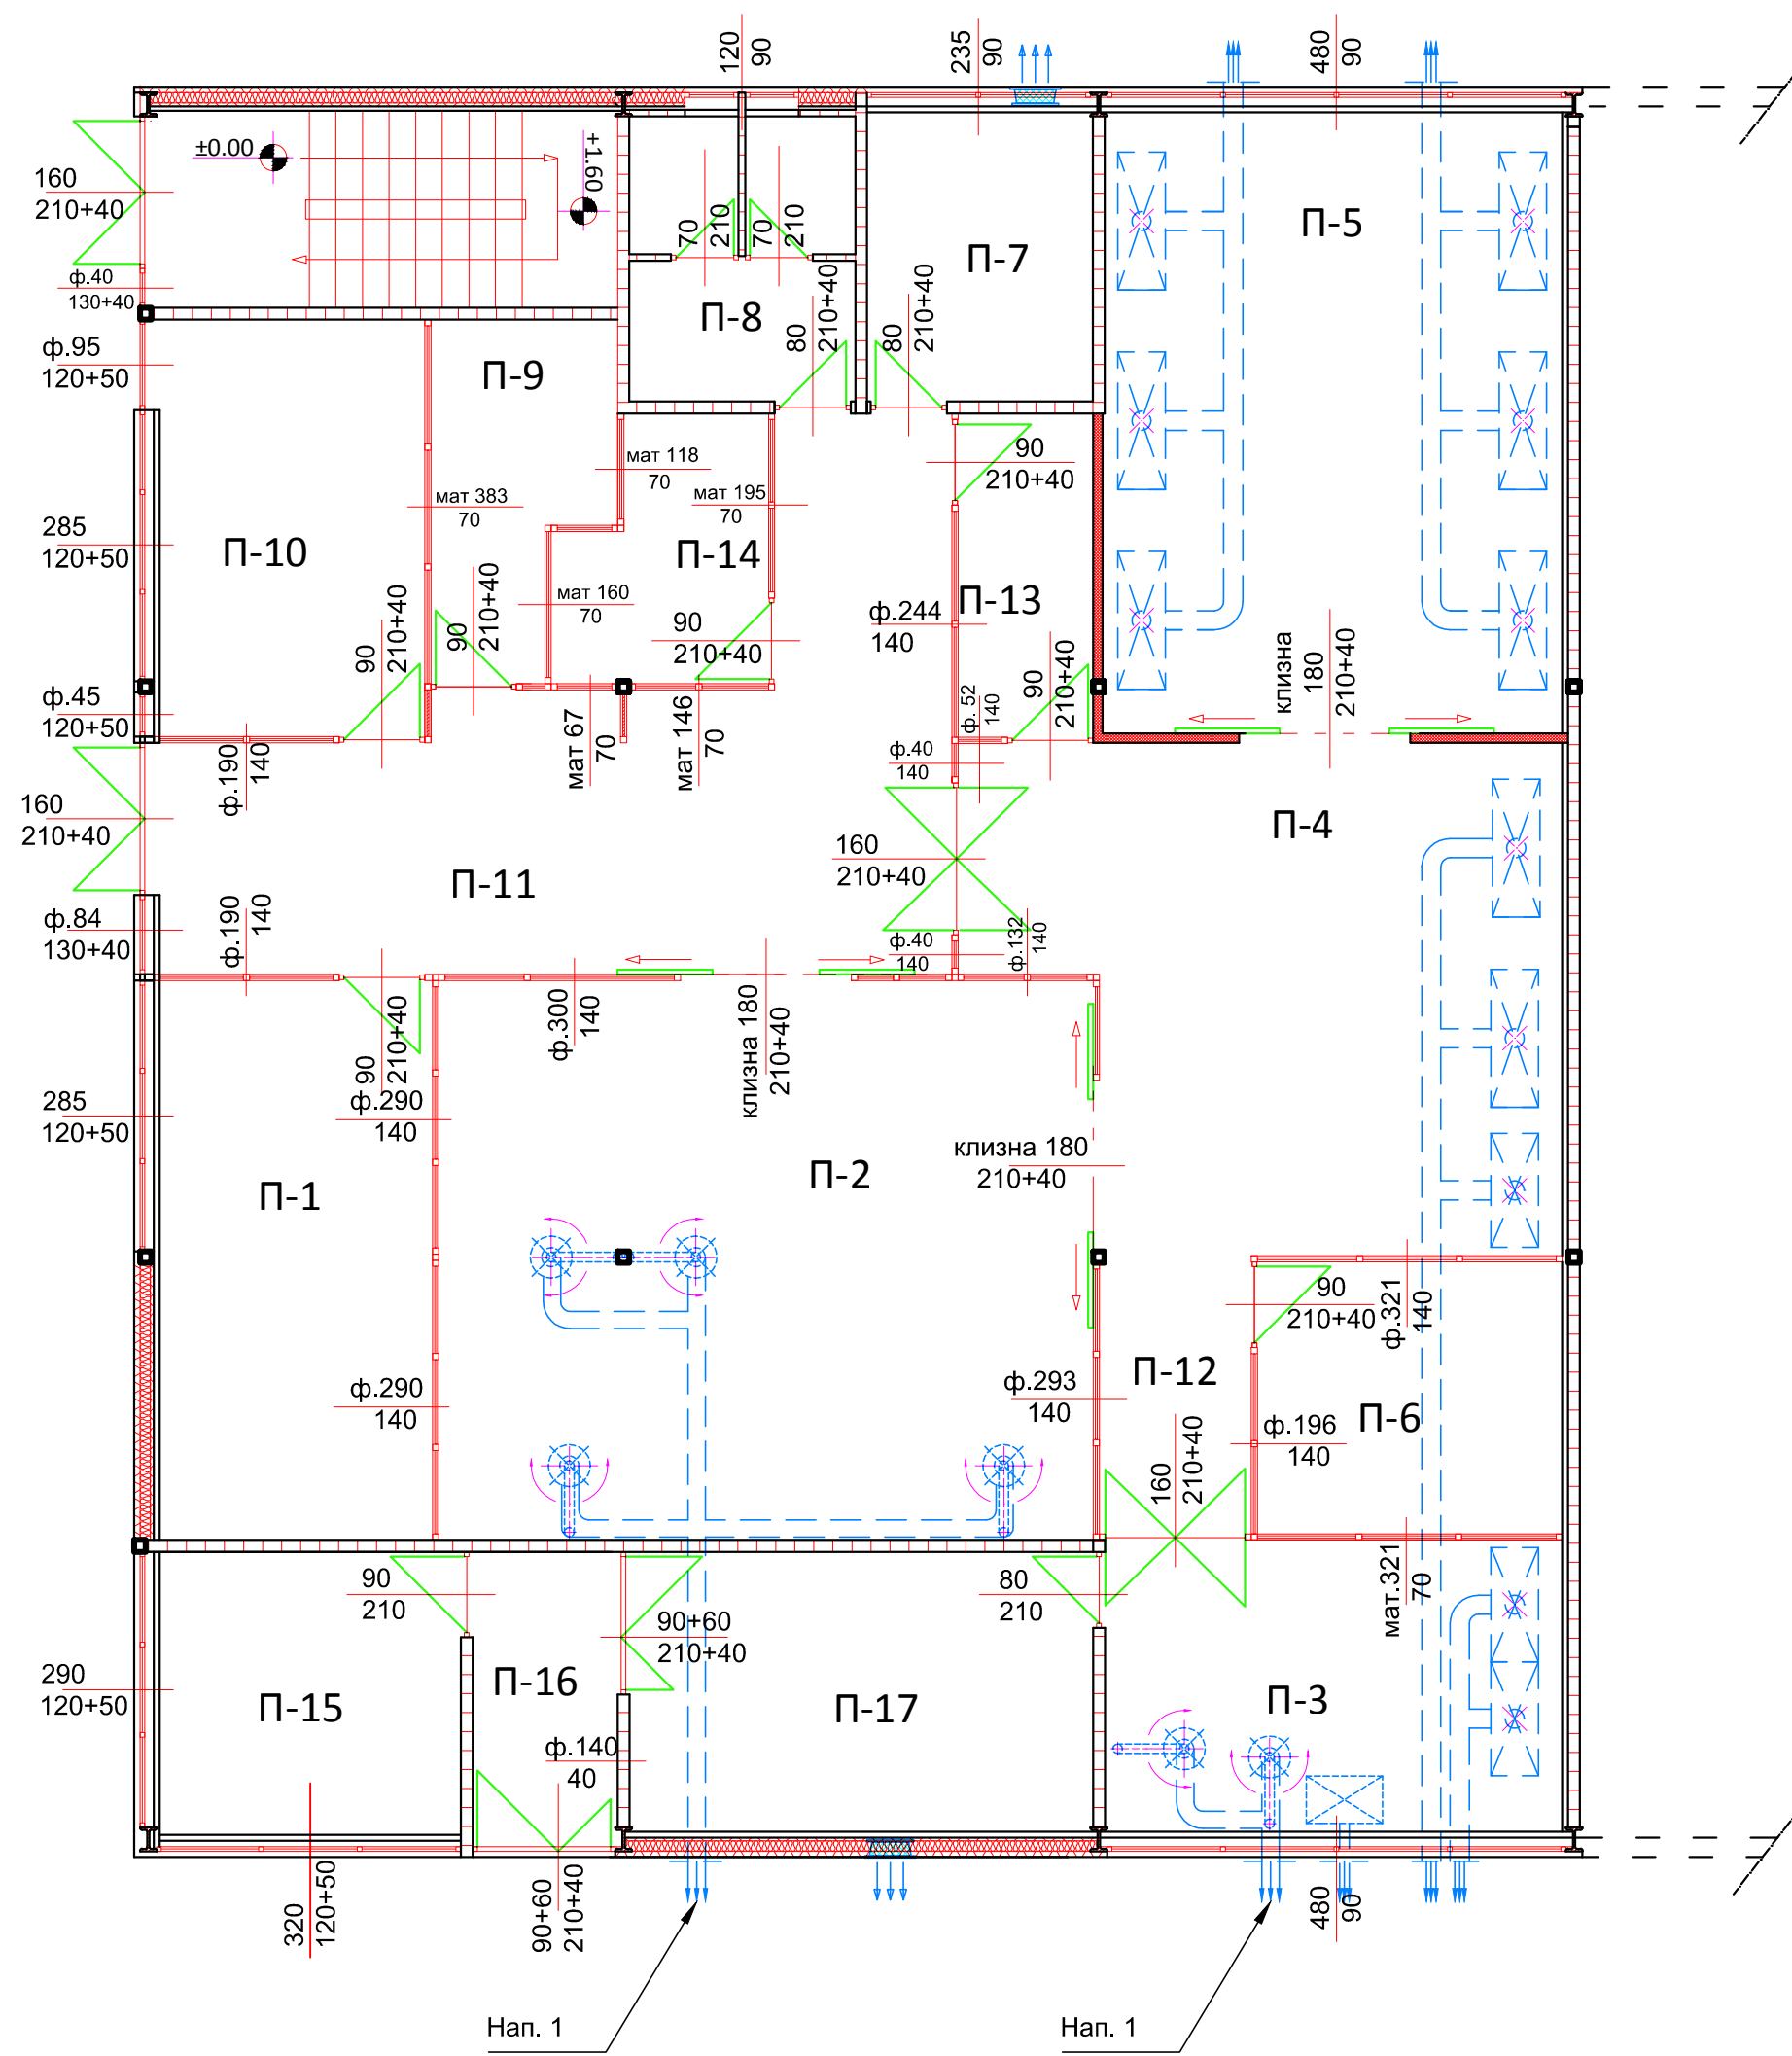 120
90
235
90
480
90
±0.00
+1.60
160
210+40
ф.40
130+40
70
210
70
210
П-5
П-7
П-8
80
210+40
80
210+40
ф.95
120+50
П-9
мат 118
70
90
210+40
мат 383
70
мат 195
70
285
120+50
П-10
П-14
мат 160
70
ф.244
140
П-13
90
210+40
90
210+40
90
210+40
90
210+40
клизна
180
210+40
ф.45
120+50
ф.190
140
мат 67
70
мат 146
70
ф. 52
140
ф.40
140
160
210+40
П-4
160
210+40
П-11
ф.84
130+40
ф.190
140
ф.40
140
ф.132
140
90
210+40
ф.300
140
клизна 180
210+40
285
120+50
ф.290
140
клизна 180
210+40
П-1
П-2
90
210+40
ф.321
140
П-12
ф.290
140
ф.293
140
П-6
ф.196
140
160
210+40
90
210
80
210
мат.321
70
90+60
210+40
290
120+50
П-15
П-16
П-17
П-3
ф.140
40
320
120+50
90+60
210+40
480
90
Нап. 1
Нап. 1